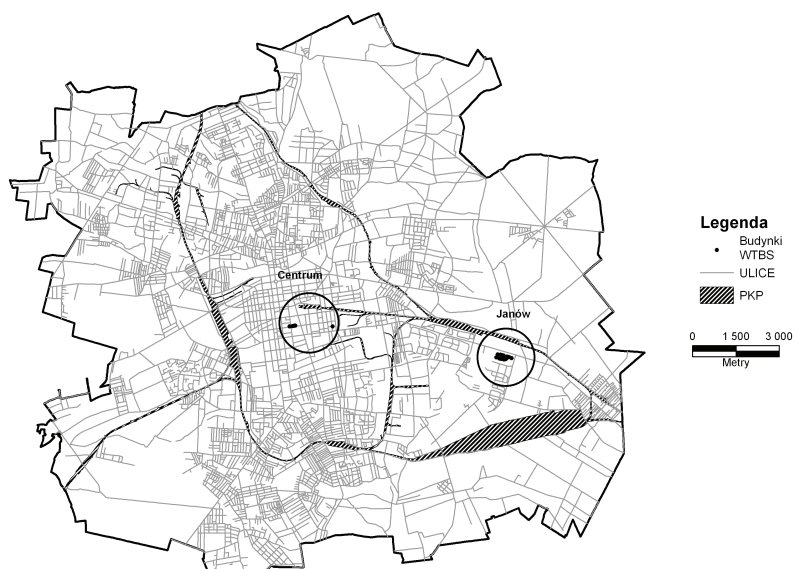 Centrum
Janów
Legenda
Budynki
WTBS
ULICE
PKP
0 1 500 3 000
Metry